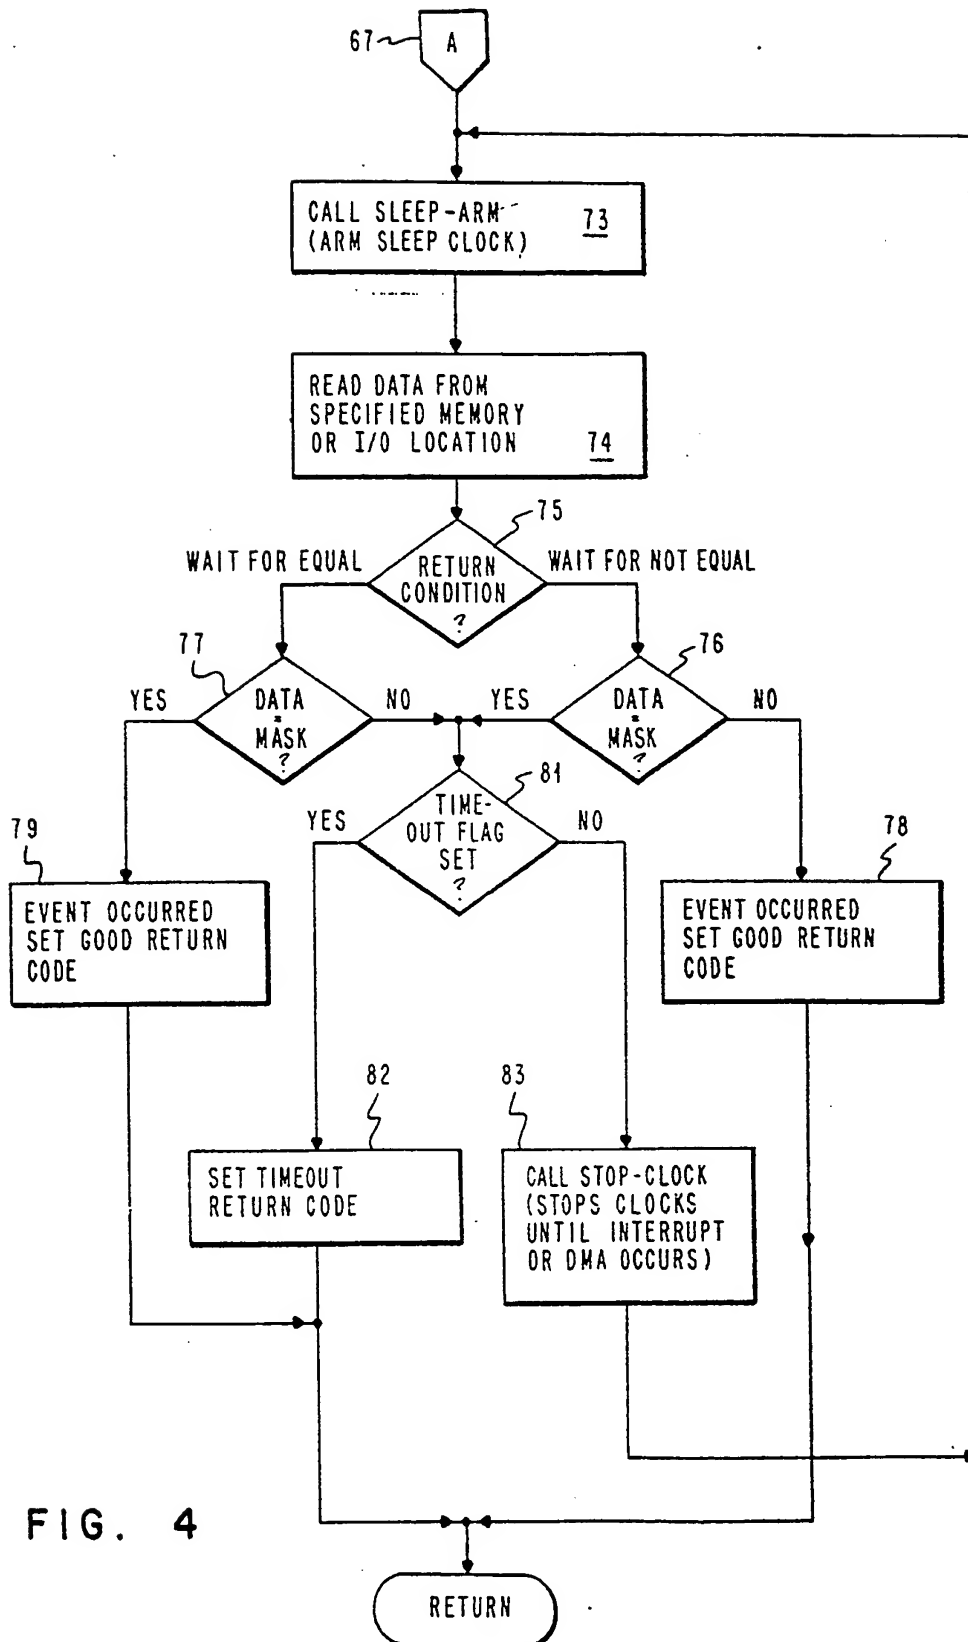 67
A
CALL SLEEP-ARM
(ARM SLEEP CLOCK)
73
READ DATA FROM
SPECIFIED MEMORY
OR I/O LOCATION
74
75
WAIT FOR EQUAL
RETURN
CONDITION
?
WAIT FOR NOT EQUAL
77
76
YES
DATA
=
MASK
?
NO
YES
DATA
=
MASK
?
NO
81
YES
TIME-
OUT FLAG
SET
?
NO
79
78
EVENT OCCURRED
SET GOOD RETURN
CODE
EVENT OCCURRED
SET GOOD RETURN
CODE
82
83
SET TIMEOUT
RETURN CODE
CALL STOP-CLOCK
(STOPS CLOCKS
UNTIL INTERRUPT
OR DMA OCCURS)
FIG. 4
RETURN